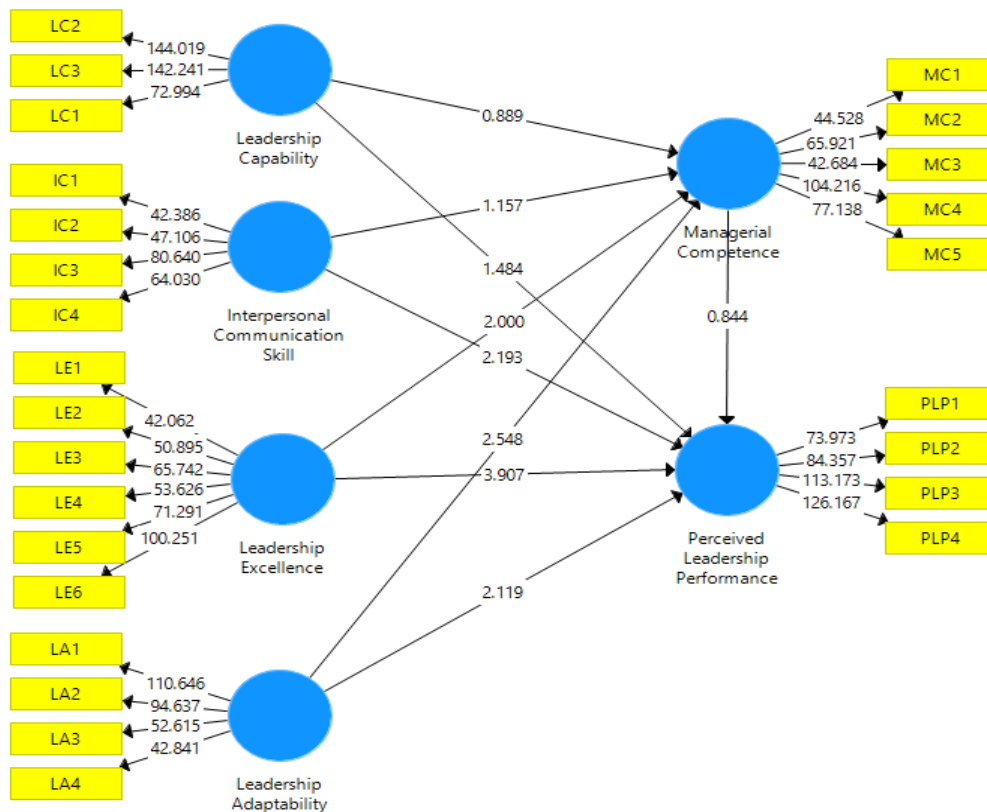 LC2
LC3
LC1
144.019
142.241
72.994
Leadership
Capability
IC1
IC2
IC3
IC4
42.386
47.106
80.640
64.030
Interpersonal
Communication
Skill
LE1
LE2
LE3
LE4
LE5
LE6
42.062
50.895
65.742
53.626
71.291
100.251
Leadership
Excellence
LA1
LA2
LA3
LA4
110.646
94.637
52.615
42.841
Leadership
Adaptability
0.889
1.157
1.484
2.000
2.193
2.548
3.907
2.119
0.844
Managerial
Competence
44.528
65.921
42.684
104.216
77.138
MC1
MC2
MC3
MC4
MC5
Perceived
Leadership
Performance
73.973
84.357
113.173
126.167
PLP1
PLP2
PLP3
PLP4